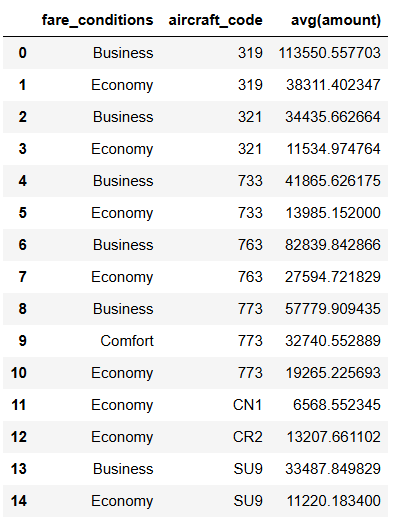 fare_conditions aircraft_code avg(amount)
0 Business 319 113550.557703
1 Economy 319 38311.402347
2 Business 321 34435.662664
3 Economy 321 11534.974764
4 Business 733 41865.626175
5 Economy 733 13985.152000
6 Business 763 82839.842866
7 Economy 763 27594.721829
8 Business 773 57779.909435
9 Comfort 773 32740.552889
10 Economy 773 19265.225693
11 Economy CN1 6568.552345
12 Economy CR2 13207.661102
13 Business SU9 33487.849829
14 Economy SU9 11220.183400